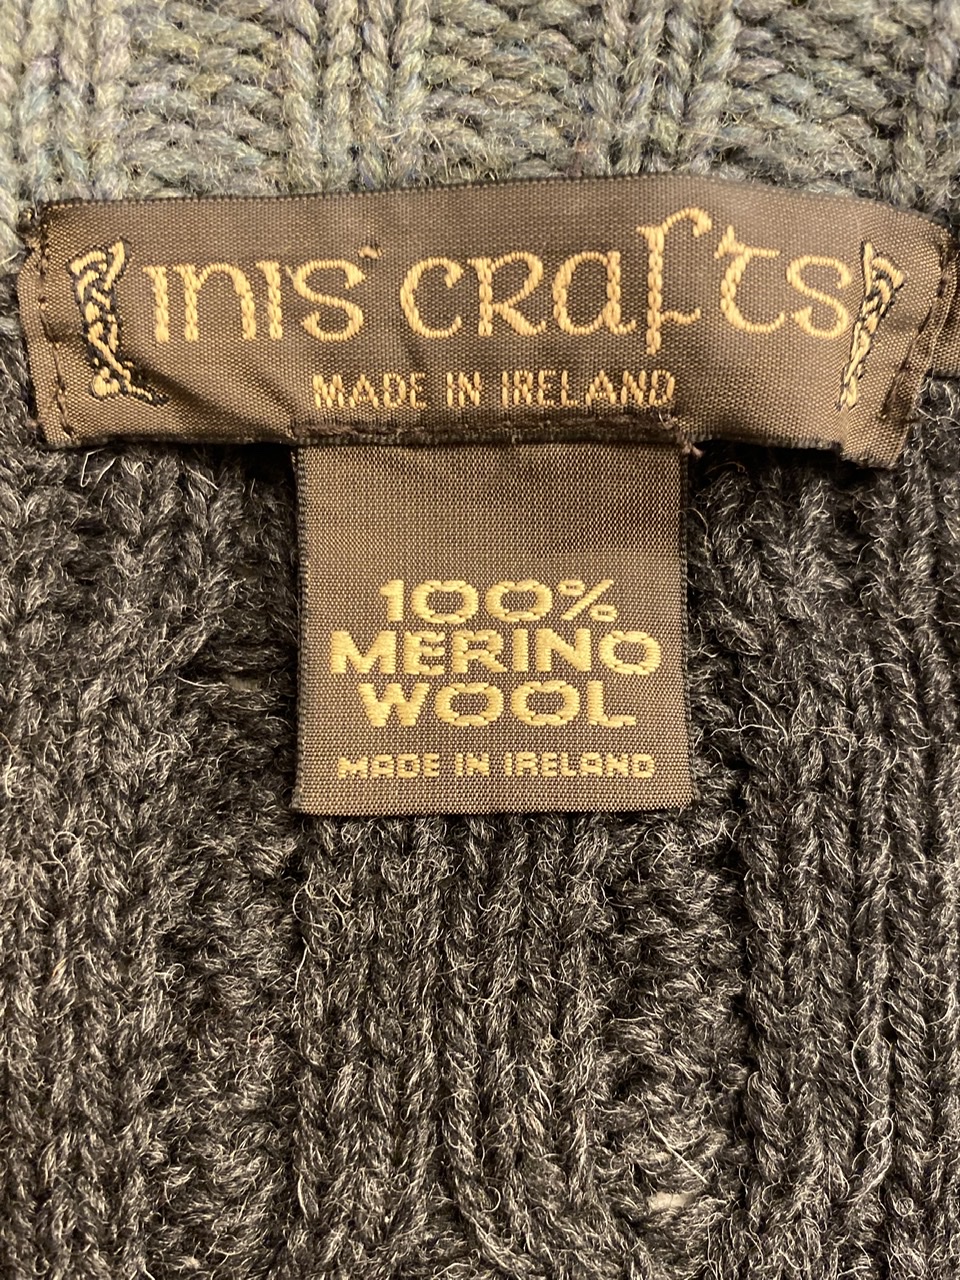 INIS CRAFTS
MADE IN IRELAND
100%
MERINO
WOOL
MADE IN IRELAND